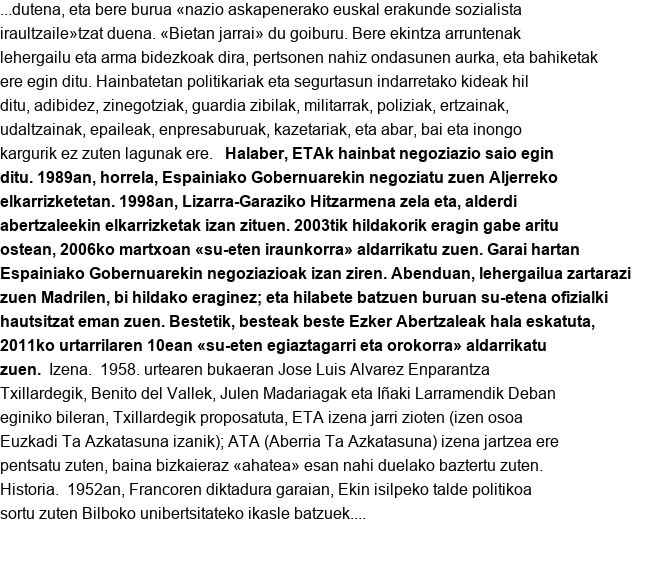 ...dutena, eta bere burua «nazio askapenerako euskal erakunde sozialista
iraultzaile»tzat duena. «Bietan jarrai» du goiburu. Bere ekintza arruntenak
lehergailu eta arma bidezkoak dira, pertsonen nahiz ondasunen aurka, eta bahiketak
ere egin ditu. Hainbatetan politikariak eta segurtasun indarretako kideak hil
ditu, adibidez, zinegotziak, guardia zibilak, militarrak, poliziak, ertzainak,
udaltzainak, epaileak, enpresaburuak, kazetariak, eta abar, bai eta inongo
kargurik ez zuten lagunak ere.   Halaber, ETAk hainbat negoziazio saio egin
ditu. 1989an, horrela, Espainiako Gobernuarekin negoziatu zuen Aljerreko
elkarrizketetan. 1998an, Lizarra-Garaziko Hitzarmena zela eta, alderdi
abertzaleekin elkarrizketak izan zituen. 2003tik hildakorik eragin gabe aritu
ostean, 2006ko martxoan «su-eten iraunkorra» aldarrikatu zuen. Garai hartan
Espainiako Gobernuarekin negoziazioak izan ziren. Abenduan, lehergailua zartarazi
zuen Madrilen, bi hildako eraginez; eta hilabete batzuen buruan su-etena ofizialki
hautsitzat eman zuen. Bestetik, besteak beste Ezker Abertzaleak hala eskatuta,
2011ko urtarrilaren 10ean «su-eten egiaztagarri eta orokorra» aldarrikatu
zuen.  Izena.  1958. urtearen bukaeran Jose Luis Alvarez Enparantza
Txillardegik, Benito del Vallek, Julen Madariagak eta Iñaki Larramendik Deban
eginiko bileran, Txillardegik proposatuta, ETA izena jarri zioten (izen osoa
Euzkadi Ta Azkatasuna izanik); ATA (Aberria Ta Azkatasuna) izena jartzea ere
pentsatu zuten, baina bizkaieraz «ahatea» esan nahi duelako baztertu zuten.
Historia.  1952an, Francoren diktadura garaian, Ekin isilpeko talde politikoa
sortu zuten Bilboko unibertsitateko ikasle batzuek....